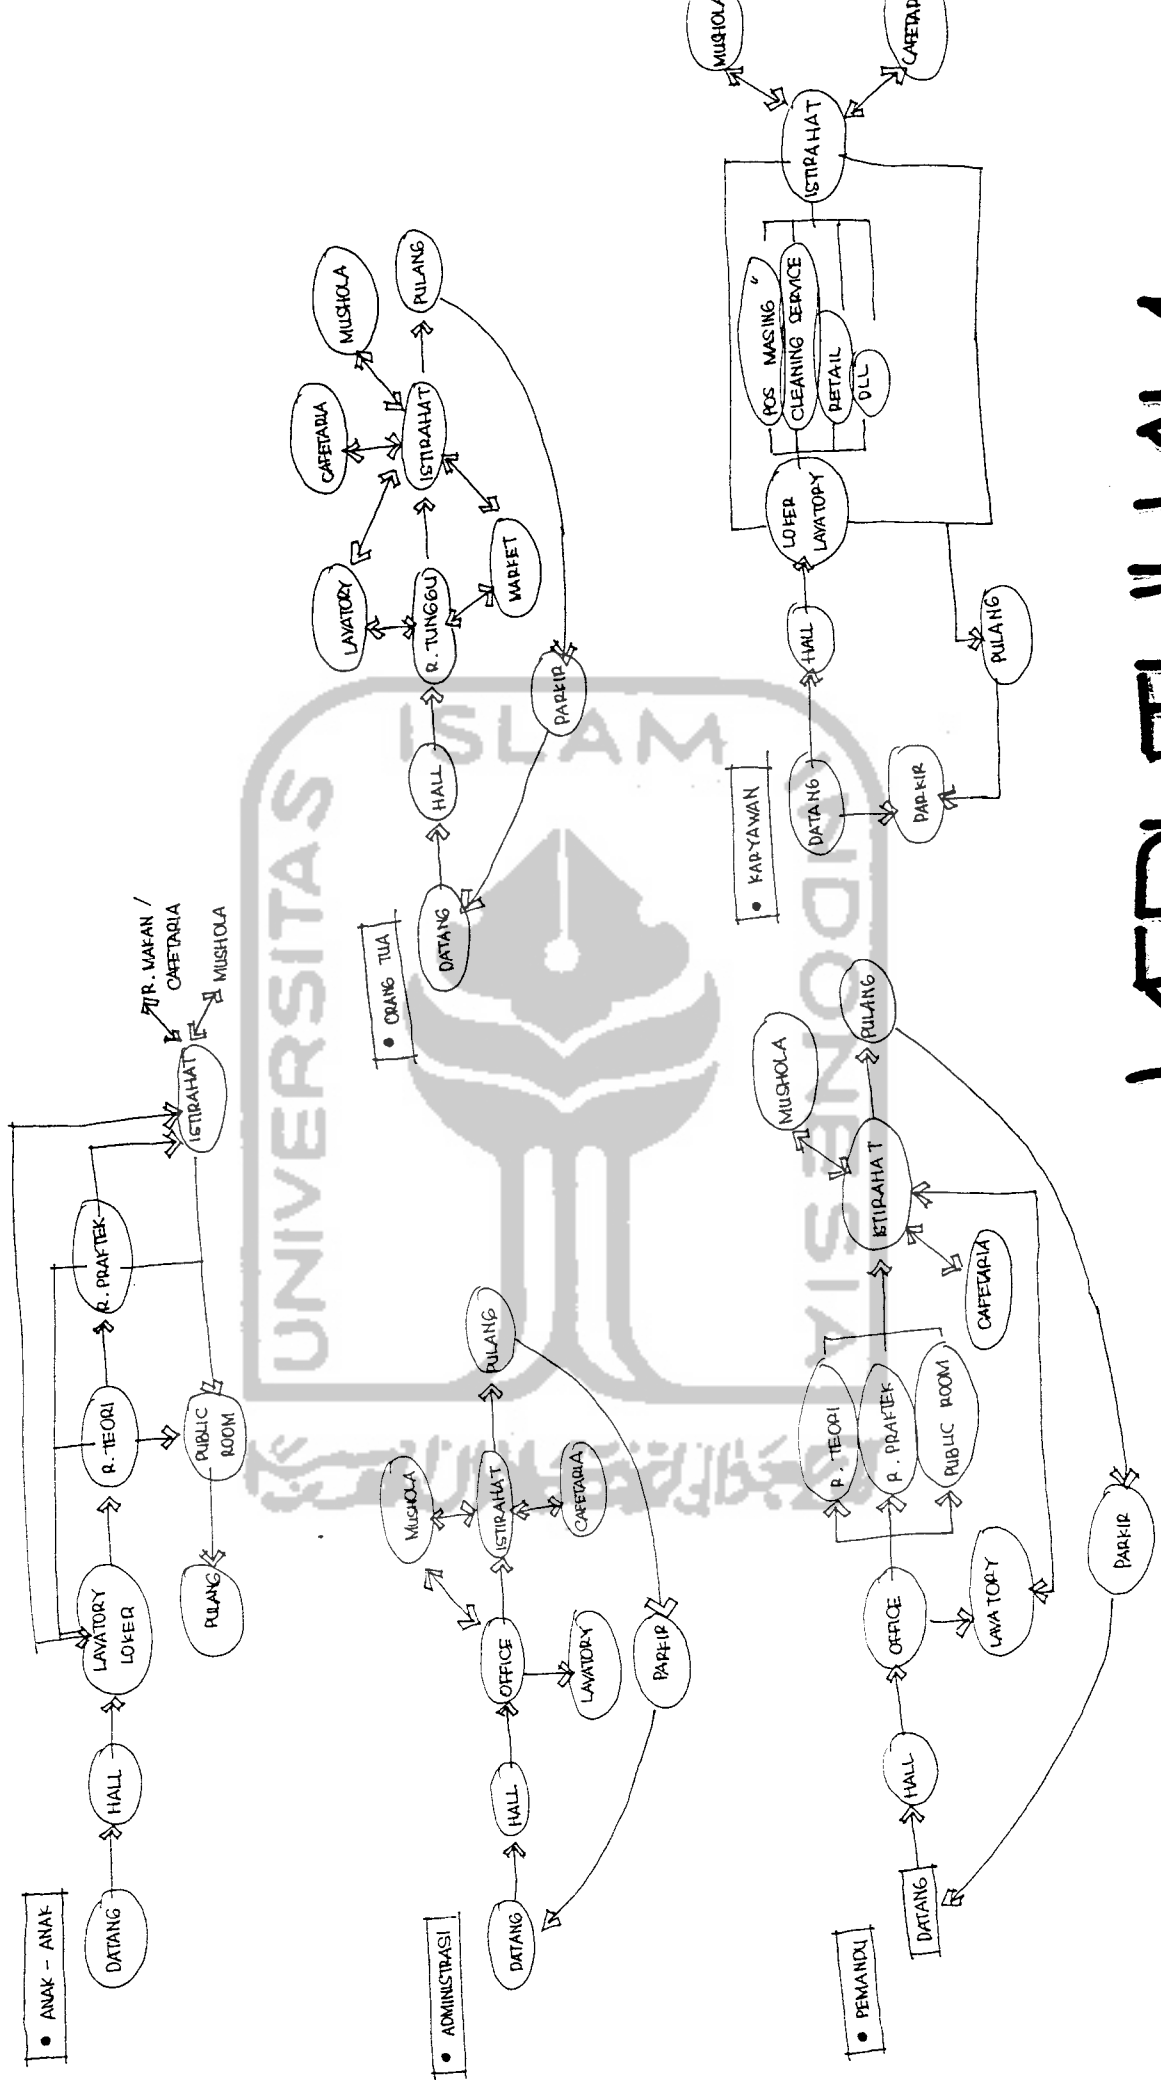 • ANAK - ANAK
DATANG
HALL
LAVATORY
LOKER
R. TEORI
R. PRAKTEK
ISTIRAHAT
R. MAKAN /
CAFETARIA
MUSHOLA
PUBLIC
ROOM
PULANG
• ORANG TUA
DATANG
HALL
R. TUNGGU
LAVATORY
CAFETARIA
MUSHOLA
ISTIRAHAT
MARKET
PULANG
PARKIR
• ADMINISTRASI
DATANG
HALL
OFFICE
LAVATORY
MUSHOLA
ISTIRAHAT
CAFETARIA
PULANG
PARKIR
• KARYAWAN
DATANG
HALL
LOKER
LAVATORY
POS MASING "
CLEANING SERVICE
RETAIL
DLL
ISTIRAHAT
MUSHOLA
CAFETAR
PULANG
PARKIR
• PEMANDU
DATANG
HALL
OFFICE
LAVATORY
R. TEORI
R. PRAKTEK
PUBLIC ROOM
ISTIRAHAT
MUSHOLA
CAFETARIA
PULANG
PARKIR
UNIVERSITAS
ISLAM
INDONESIA